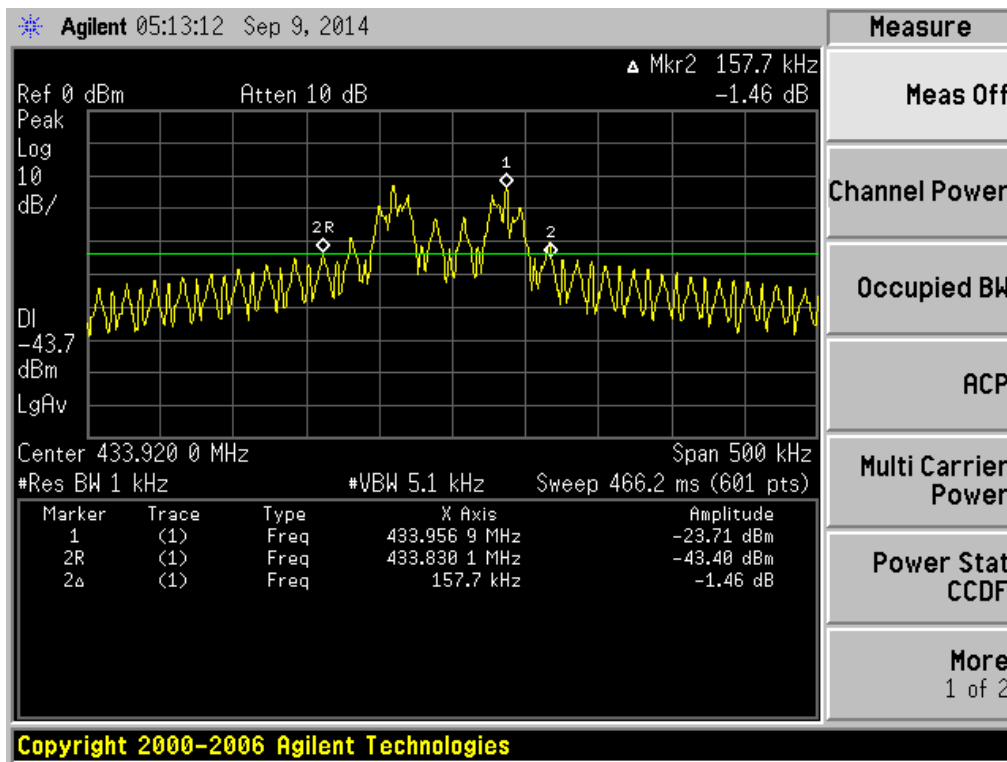 Agilent 05:13:12 Sep 9, 2014
Measure
Δ Mkr2 157.7 kHz
Ref 0 dBm Atten 10 dB -1.46 dB
Peak
Log
10
dB/
1
2R
2
DI
-43.7
dBm
LgAv
Center 433.920 0 MHz Span 500 kHz
#Res BW 1 kHz #VBW 5.1 kHz Sweep 466.2 ms (601 pts)
Marker Trace Type X Axis Amplitude
1 (1) Freq 433.956 9 MHz -23.71 dBm
2R (1) Freq 433.830 1 MHz -43.40 dBm
2Δ (1) Freq 157.7 kHz -1.46 dB
Meas Off
Channel Power
Occupied BW
ACP
Multi Carrier
Power
Power Stat
CCDF
More
1 of 2
Copyright 2000-2006 Agilent Technologies